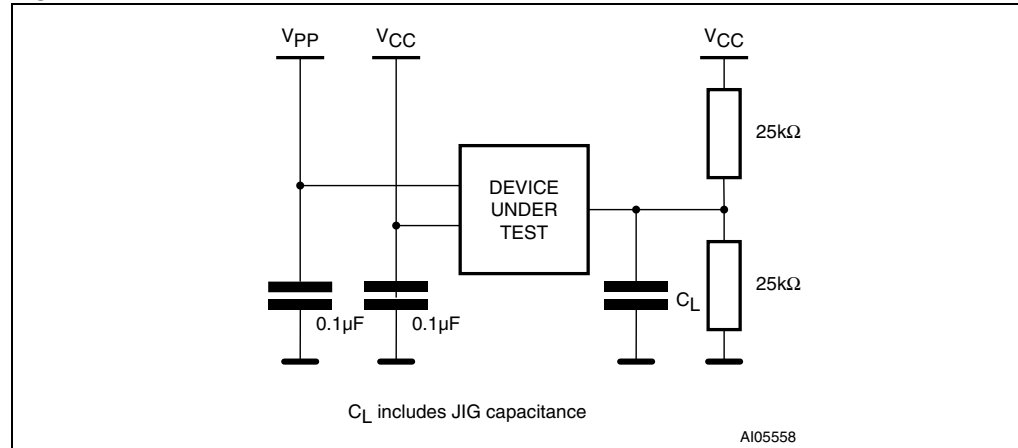 VPP
VCC
VCC
25kΩ
DEVICE
UNDER
TEST
25kΩ
CL
0.1µF
0.1µF
CL includes JIG capacitance
AI05558